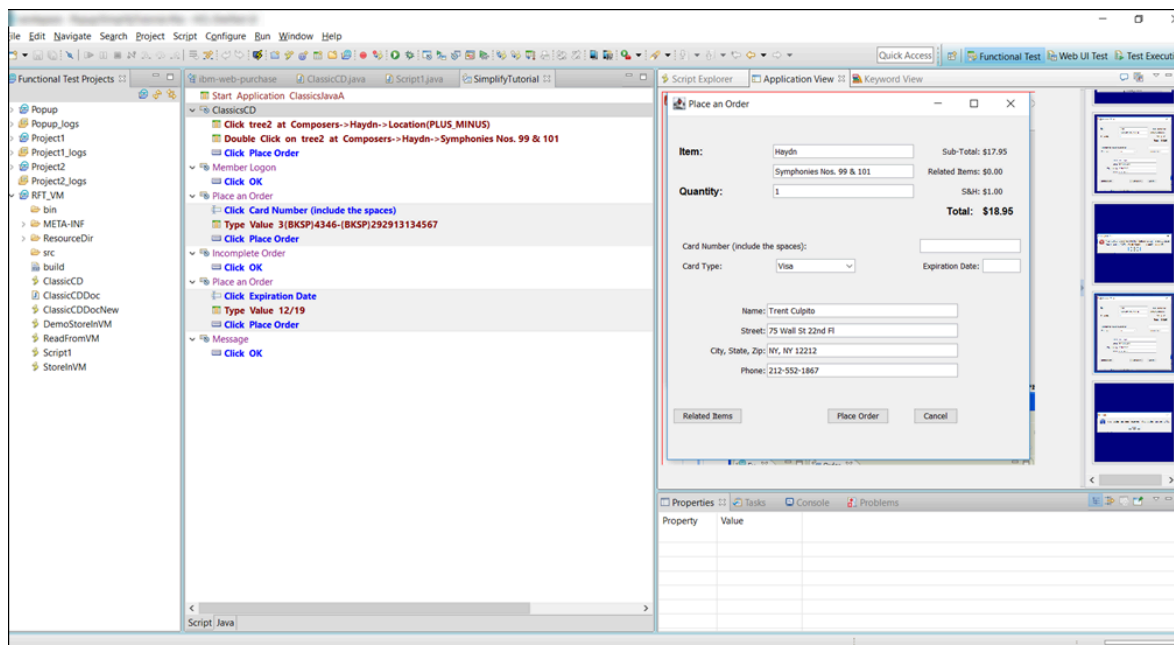 File Edit Navigate Search Project Script Configure Run Window Help
Quick Access
Functional Test Web UI Test Test Executi
Functional Test Projects
Popup
Popup_logs
Project1
Project1_logs
Project2
Project2_logs
RFT_VM
bin
META-INF
ResourceDir
src
build
ClassicCD
ClassicCDDoc
ClassicCDDocNew
DemoStoreInVM
ReadFromVM
Script1
StoreInVM
ibm-web-purchase ClassicCD.java Script1.java SimplifyTutorial
Start Application ClassicsJavaA
ClassicsCD
Click tree2 at Composers->Haydn->Location(PLUS_MINUS)
Double Click on tree2 at Composers->Haydn->Symphonies Nos. 99 & 101
Click Place Order
Member Logon
Click OK
Place an Order
Click Card Number (include the spaces)
Type Value 3{BKSP}4346-{BKSP}292913134567
Click Place Order
Incomplete Order
Click OK
Place an Order
Click Expiration Date
Type Value 12/19
Click Place Order
Message
Click OK
Script Java
Script Explorer Application View Keyword View
Place an Order
Item: Haydn Sub-Total: $17.95
Symphonies Nos. 99 & 101 Related Items: $0.00
Quantity: 1 S&H: $1.00
Total: $18.95
Card Number (include the spaces):
Card Type: Visa Expiration Date:
Name: Trent Culpito
Street: 75 Wall St 22nd Fl
City, State, Zip: NY, NY 12212
Phone: 212-552-1867
Related Items Place Order Cancel
Properties Tasks Console Problems
Property Value